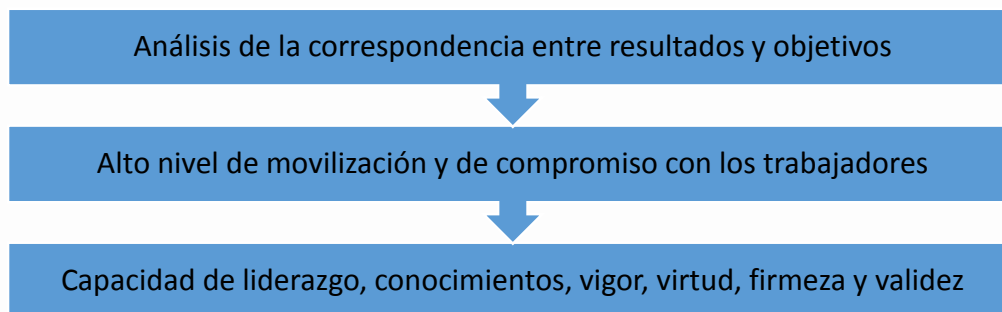 Análisis de la correspondencia entre resultados y objetivos
Alto nivel de movilización y de compromiso con los trabajadores
Capacidad de liderazgo, conocimientos, vigor, virtud, firmeza y validez